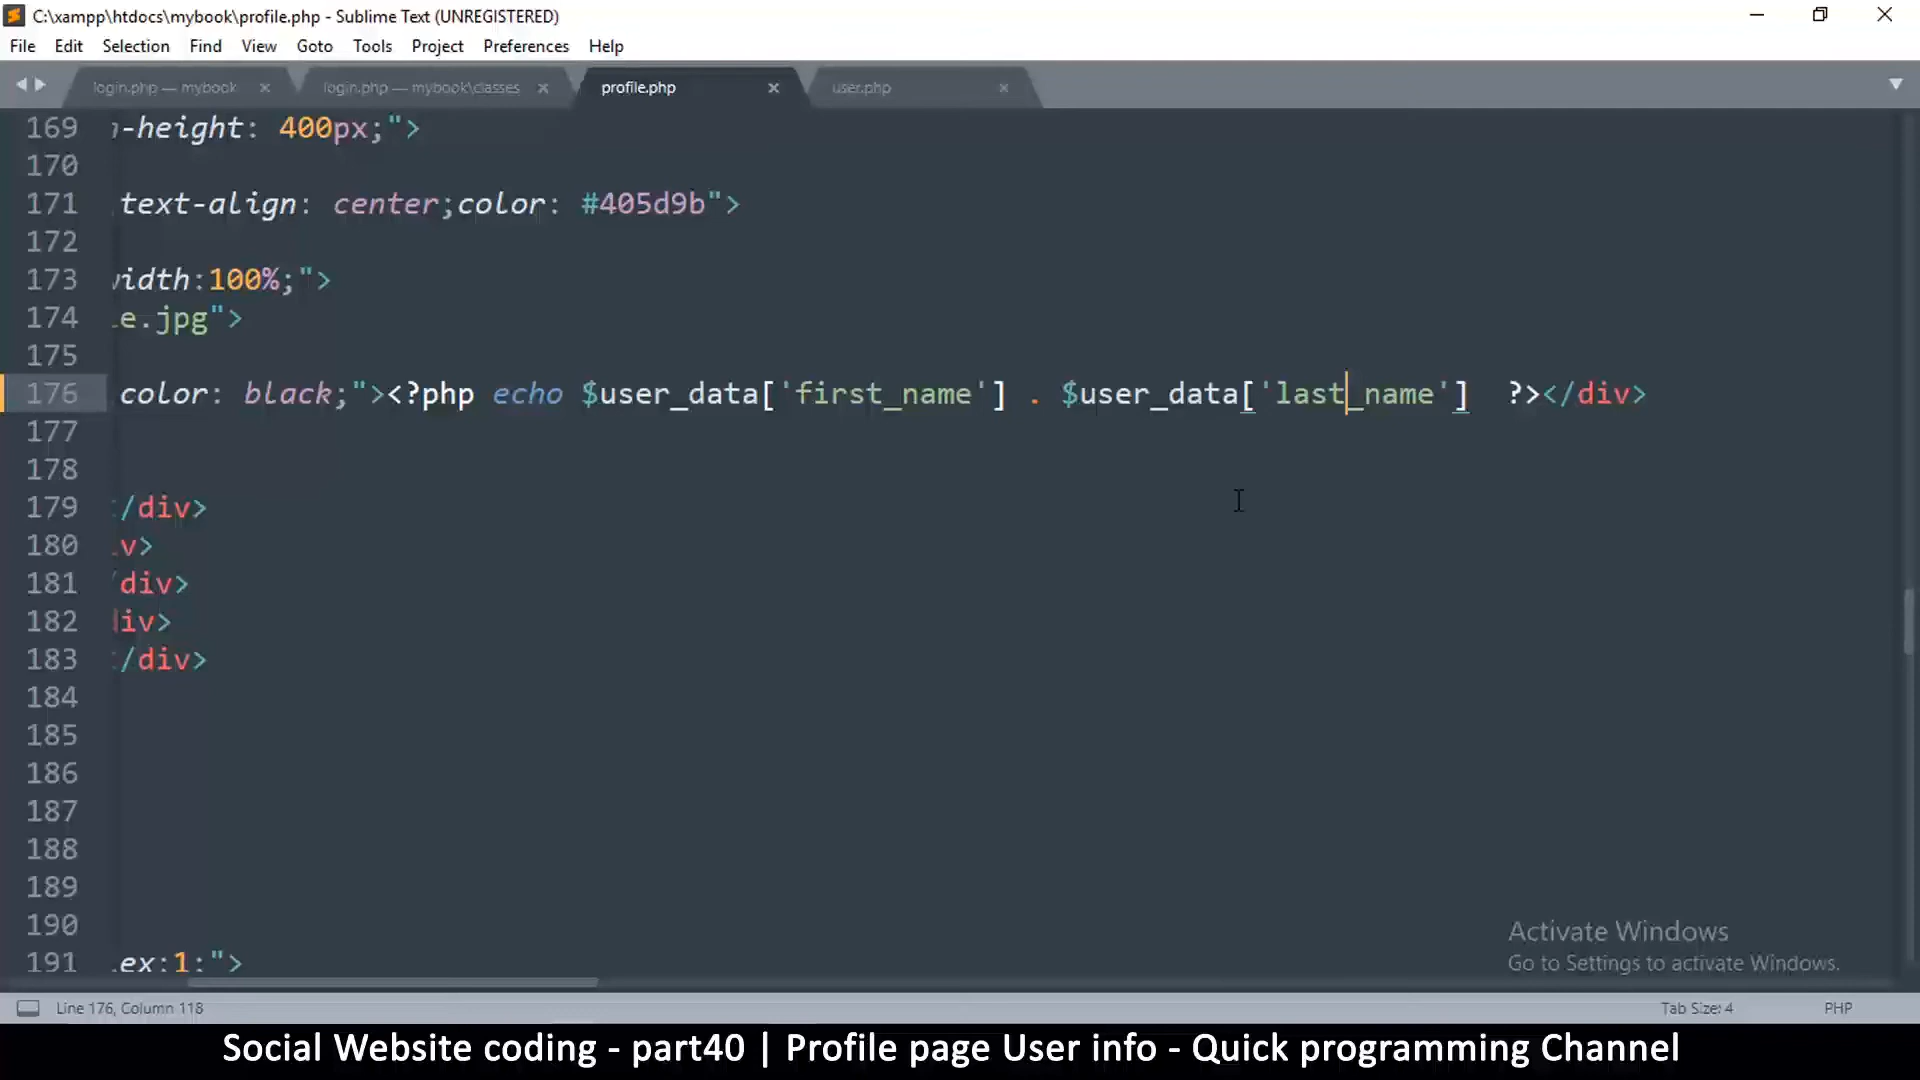 C:\xampp\htdocs\mybook\profile.php - Sublime Text (UNREGISTERED)
File Edit Selection Find View Goto Tools Project Preferences Help
login.php — mybook × login.php — mybook\classes × profile.php × user.php ×
169 -height: 400px;">
170
171 text-align: center;color: #405d9b">
172
173 width:100%;">
174 e.jpg">
175
176 color: black;"><?php echo $user_data['first_name'] . $user_data['last_name']  ?></div>
177
178
179 /div>
180 v>
181 div>
182 div>
183 /div>
184
185
186
187
188
189
190
191 ex:1:">
Activate Windows
Go to Settings to activate Windows.
Line 176, Column 118 Tab Size: 4 PHP
Social Website coding - part40 | Profile page User info - Quick programming Channel